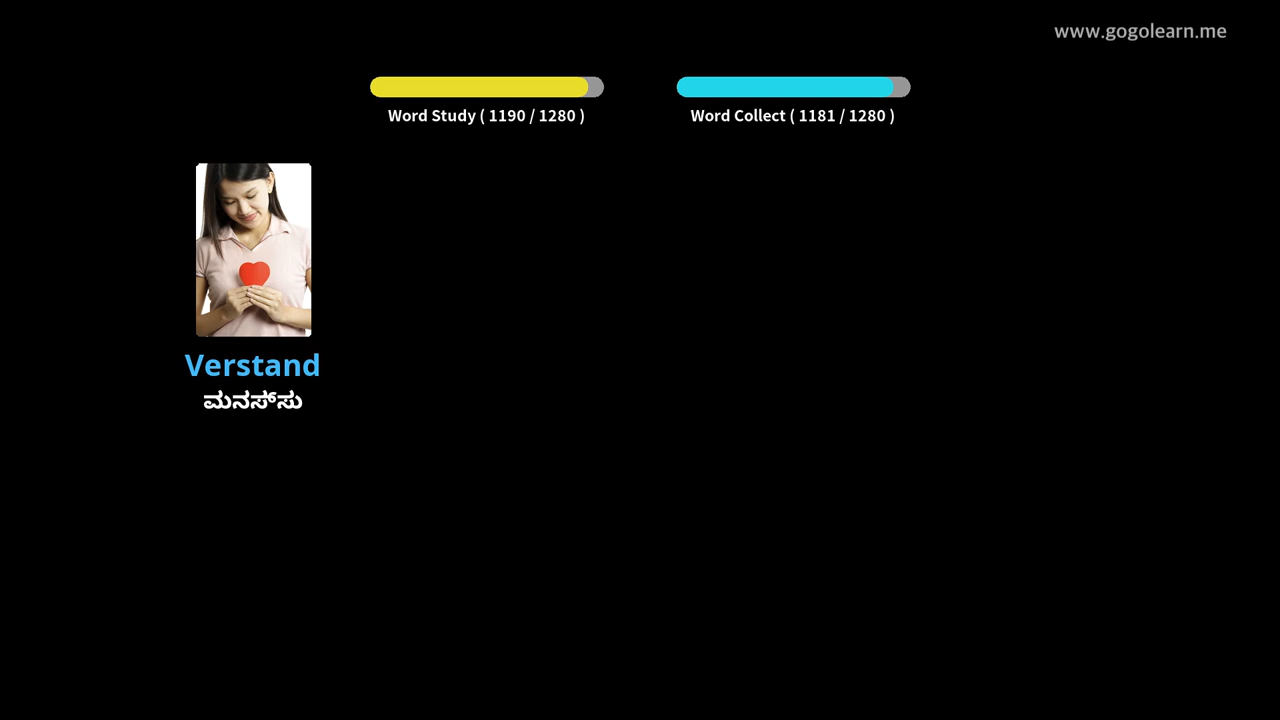 www.gogolearn.me
Word Study ( 1190 / 1280 )
Word Collect ( 1181 / 1280 )
Verstand
ಮನಸ್‌ಸು